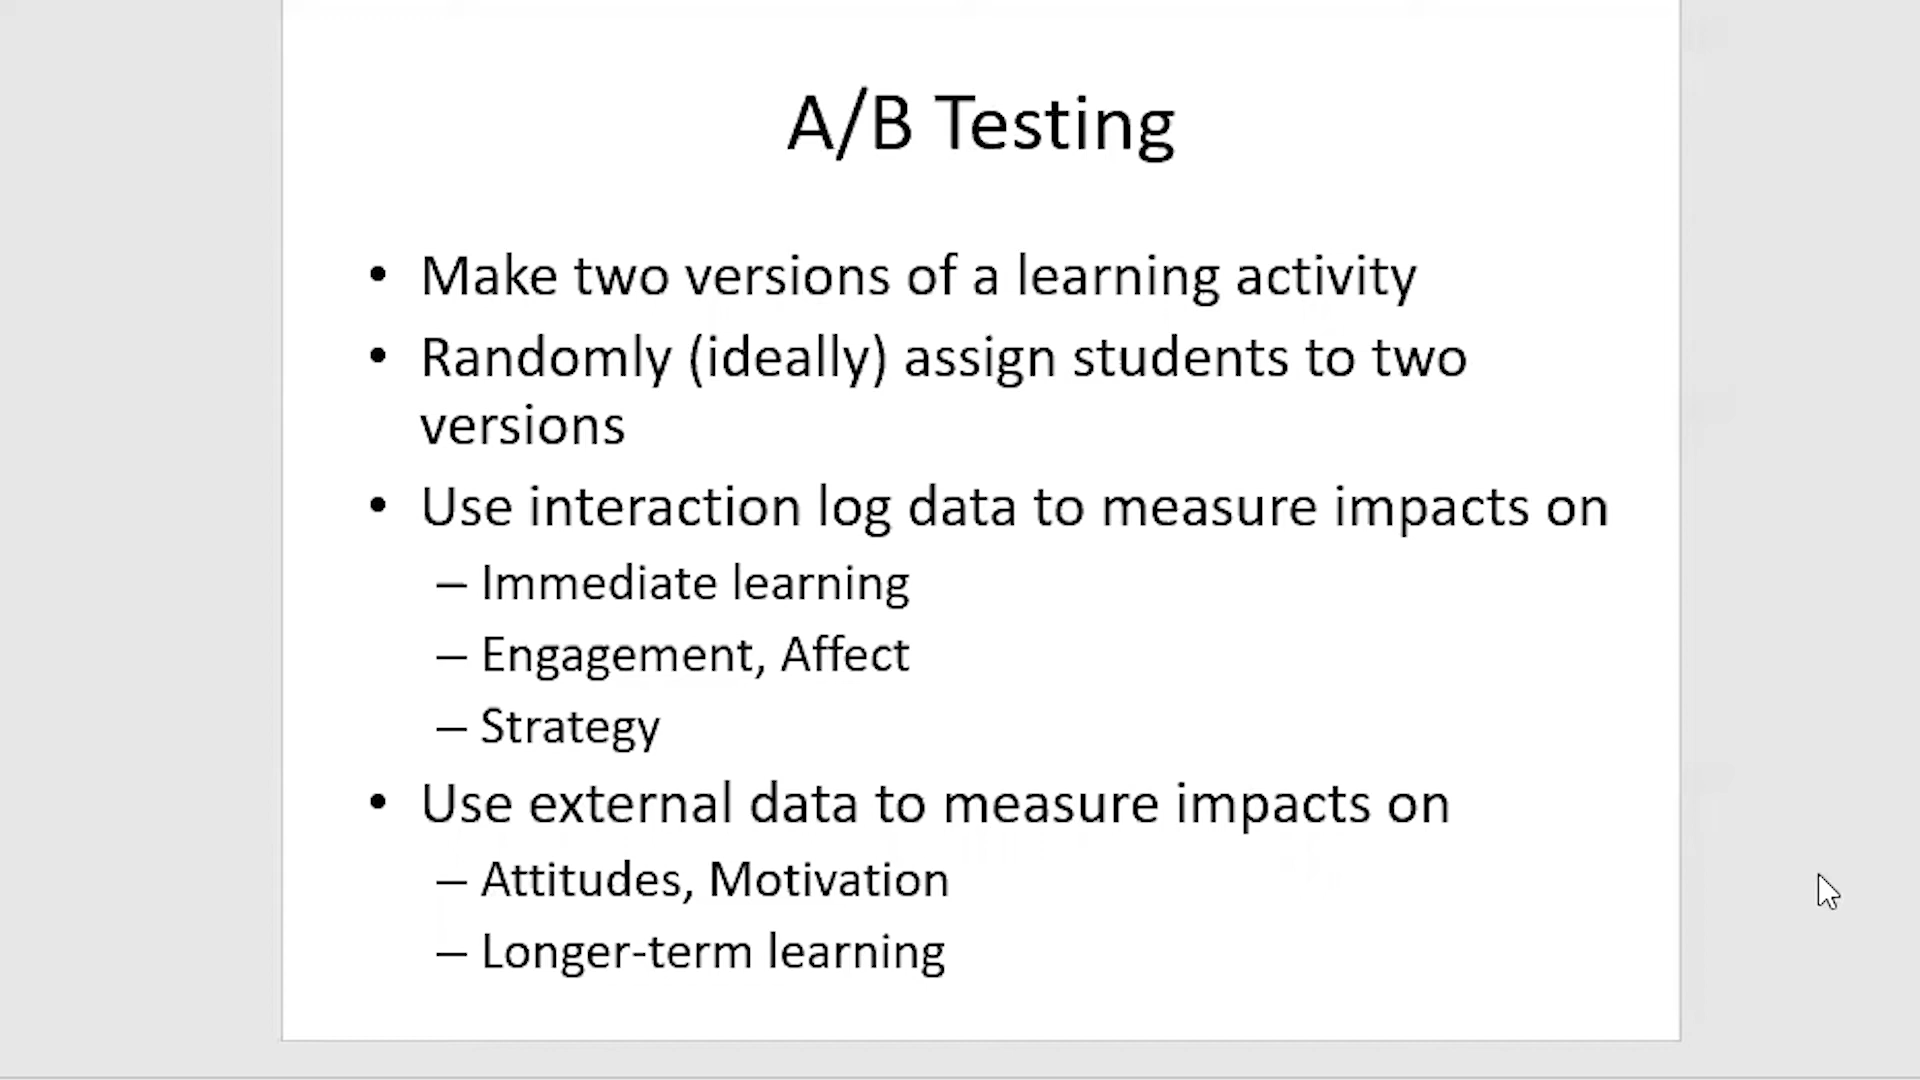 A/B Testing
• Make two versions of a learning activity
• Randomly (ideally) assign students to two
versions
• Use interaction log data to measure impacts on
– Immediate learning
– Engagement, Affect
– Strategy
• Use external data to measure impacts on
– Attitudes, Motivation
– Longer-term learning